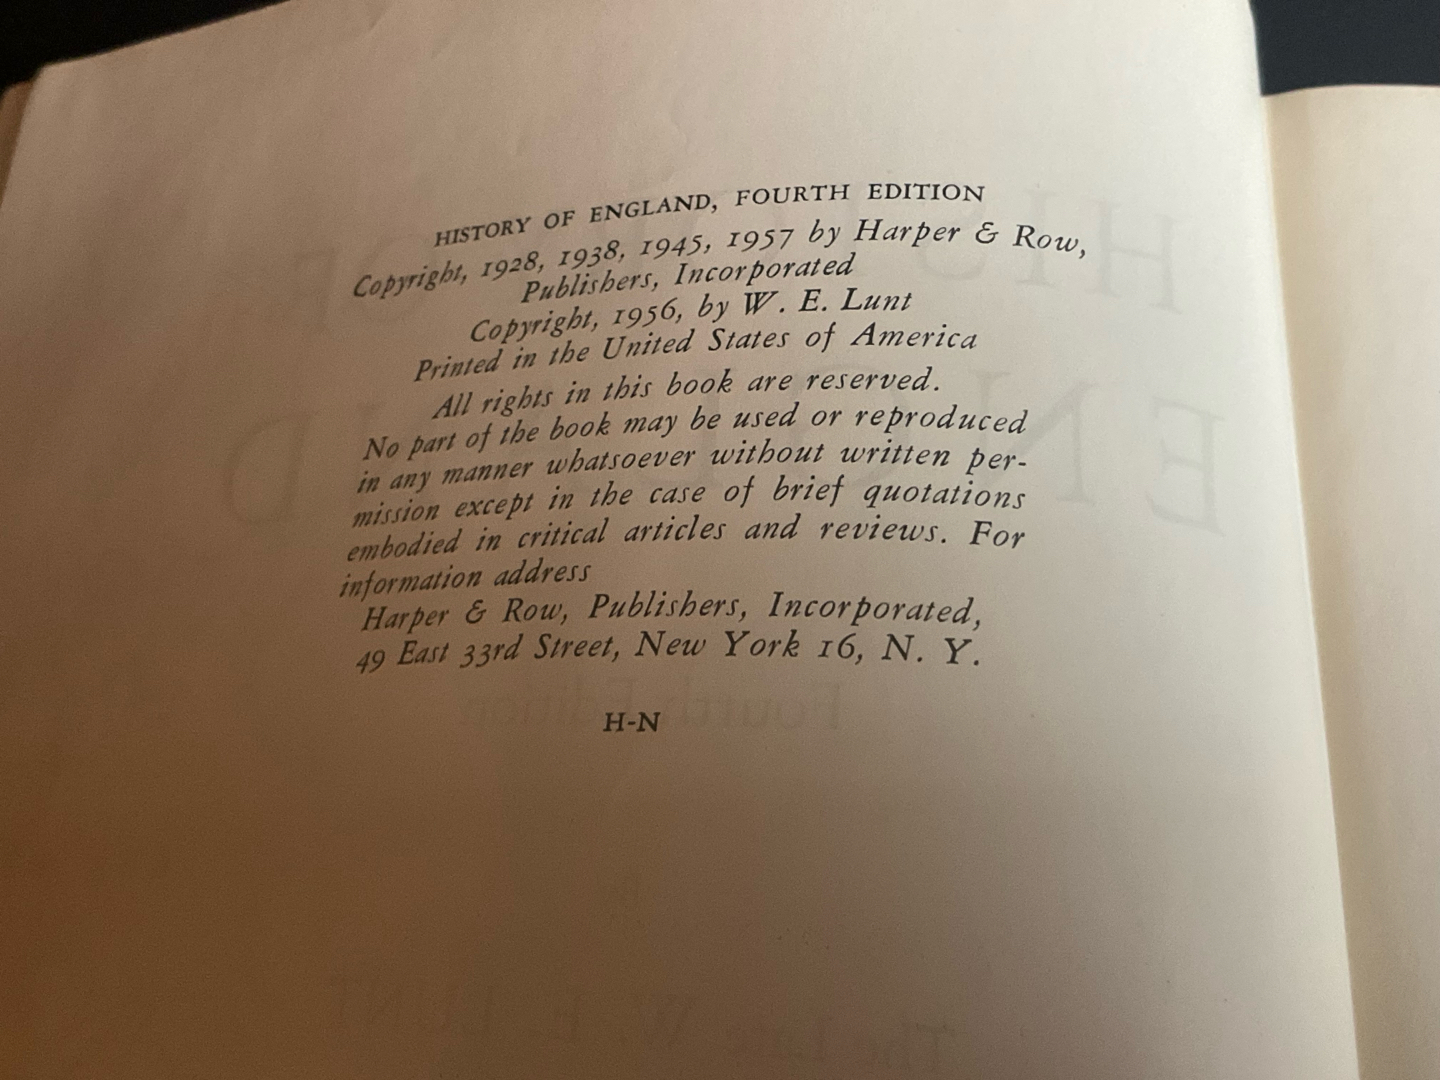 HISTORY OF ENGLAND, FOURTH EDITION
Copyright, 1928, 1938, 1945, 1957 by Harper & Row,
Publishers, Incorporated
Copyright, 1956, by W. E. Lunt
Printed in the United States of America
All rights in this book are reserved.
No part of the book may be used or reproduced
in any manner whatsoever without written per-
mission except in the case of brief quotations
embodied in critical articles and reviews. For
information address
Harper & Row, Publishers, Incorporated,
49 East 33rd Street, New York 16, N. Y.
H-N